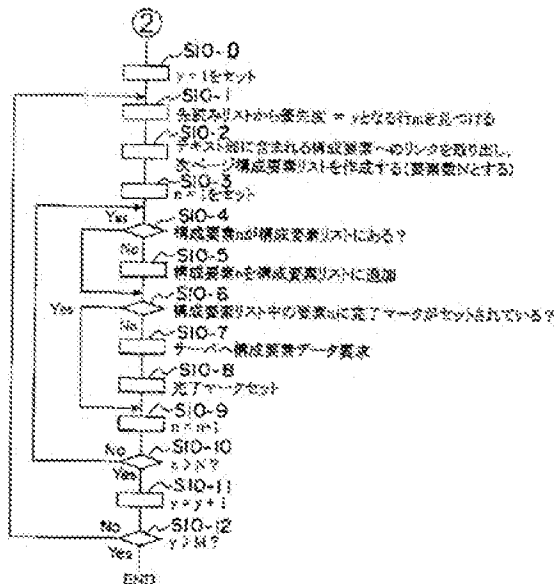 ②
S10-0
y=1をセット
S10-1
先読みリストから優先度 = yとなる行mを見つける
S10-2
テキスト部に含まれる構成要素へのリンクを取り出し、
次ページ構成要素リストを作成する(要素数Nとする)
S10-3
n=1をセット
Yes
S10-4
構成要素nが構成要素リストにある?
No
S10-5
構成要素nを構成要素リストに追加
S10-6
Yes
構成要素リスト中の要素nに完了マークがセットされている?
No
S10-7
サーバへ構成要素データ要求
S10-8
完了マークセット
S10-9
n=n+1
S10-10
No
n>N?
Yes
S10-11
y=y+1
No
S10-12
y>M?
Yes
END